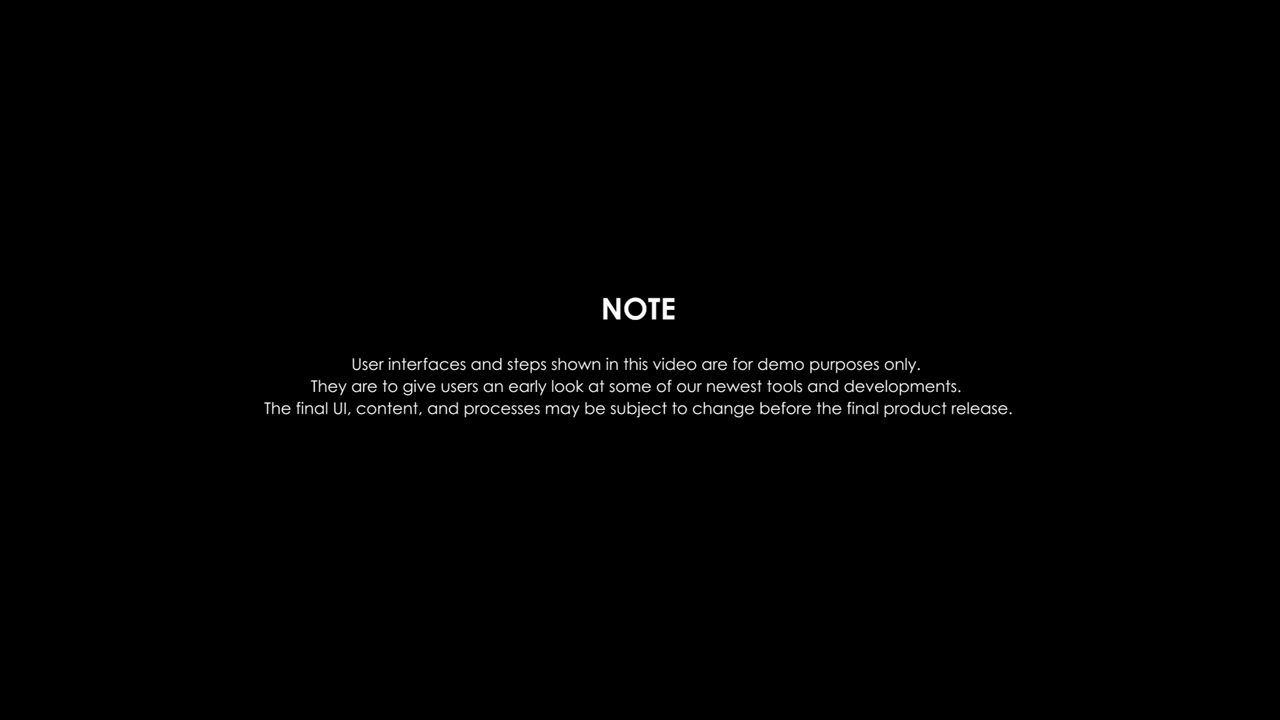 NOTE
User interfaces and steps shown in this video are for demo purposes only.
They are to give users an early look at some of our newest tools and developments.
The final UI, content, and processes may be subject to change before the final product release.